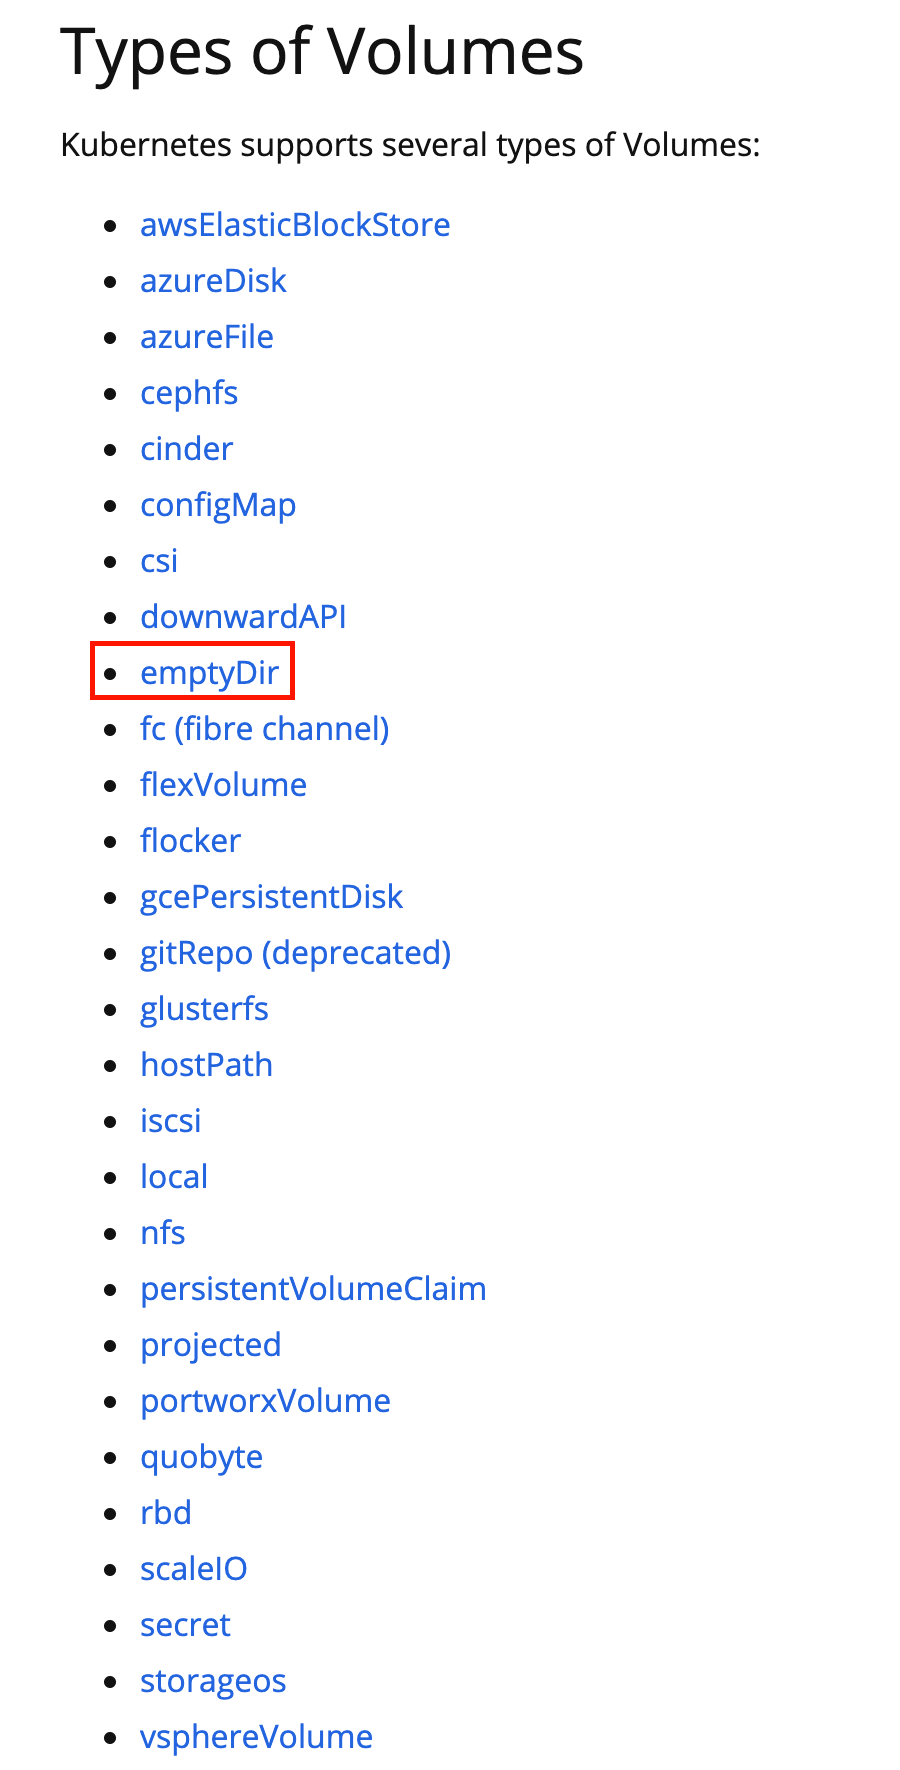 Types of Volumes
Kubernetes supports several types of Volumes:
awsElasticBlockStore
azureDisk
azureFile
cephfs
cinder
configMap
csi
downwardAPI
emptyDir
fc (fibre channel)
flexVolume
flocker
gcePersistentDisk
gitRepo (deprecated)
glusterfs
hostPath
iscsi
local
nfs
persistentVolumeClaim
projected
portworxVolume
quobyte
rbd
scaleIO
secret
storageos
vsphereVolume